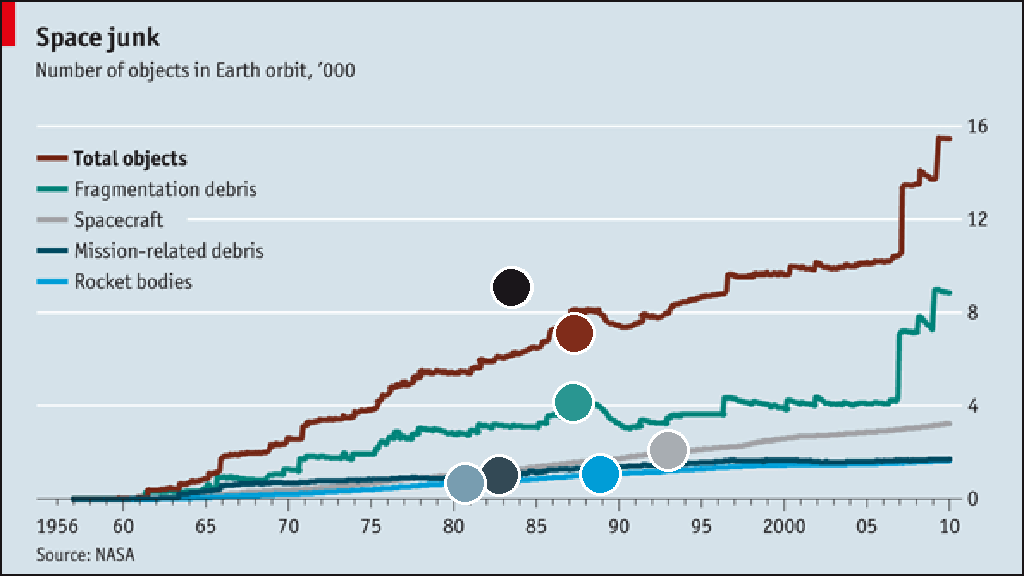 Space junk
Number of objects in Earth orbit, ’000
16
Total objects
Fragmentation debris
Spacecraft
12
Mission-related debris
Rocket bodies
8
4
0
1956 60 65 70 75 80 85 90 95 2000 05 10
Source: NASA